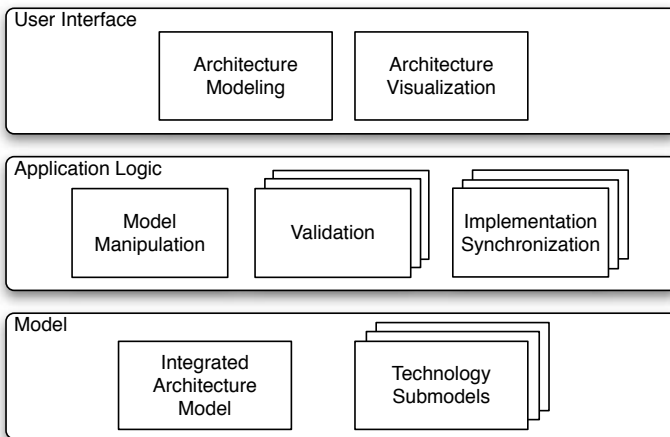 User Interface
Architecture
Modeling
Architecture
Visualization
Application Logic
Model
Manipulation
Validation
Implementation
Synchronization
Model
Integrated
Architecture
Model
Technology
Submodels